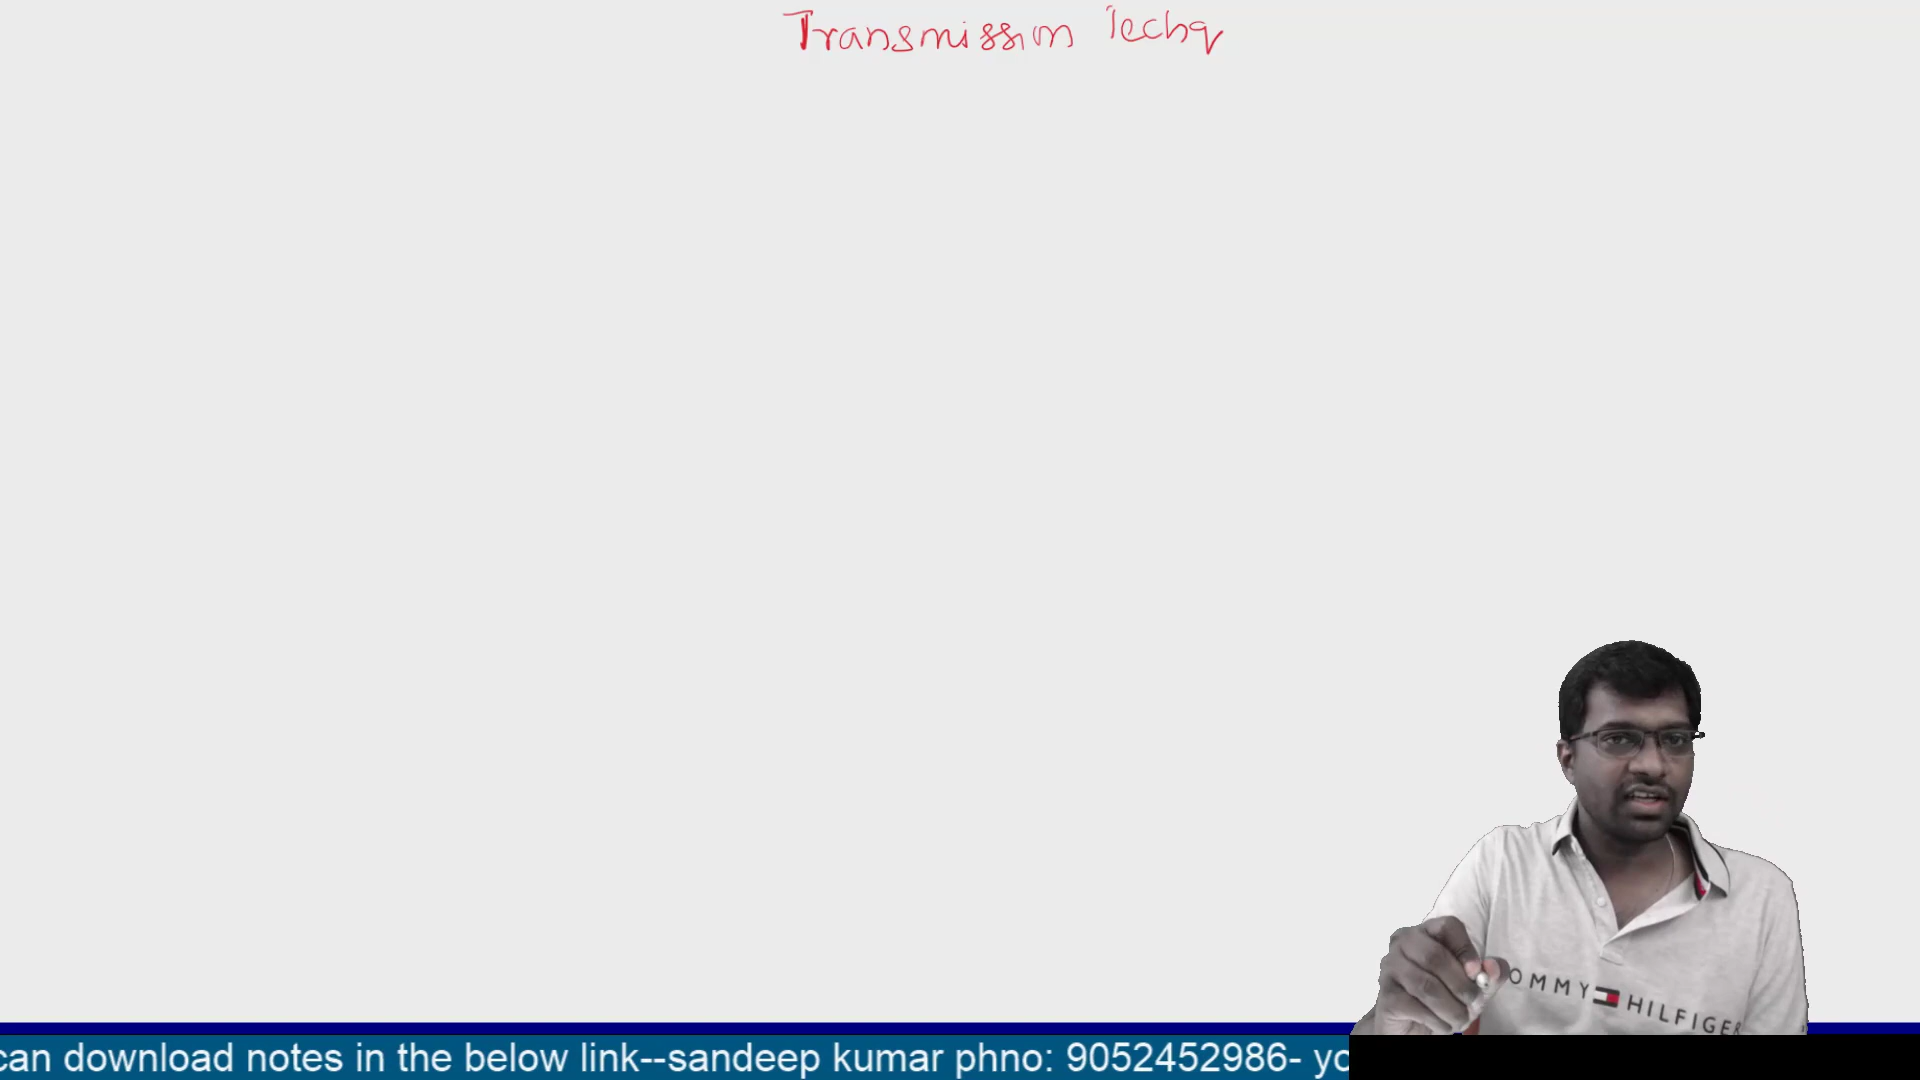 Transmission Techq
OMMY HILFIGER
can download notes in the below link--sandeep kumar phno: 9052452986- yo